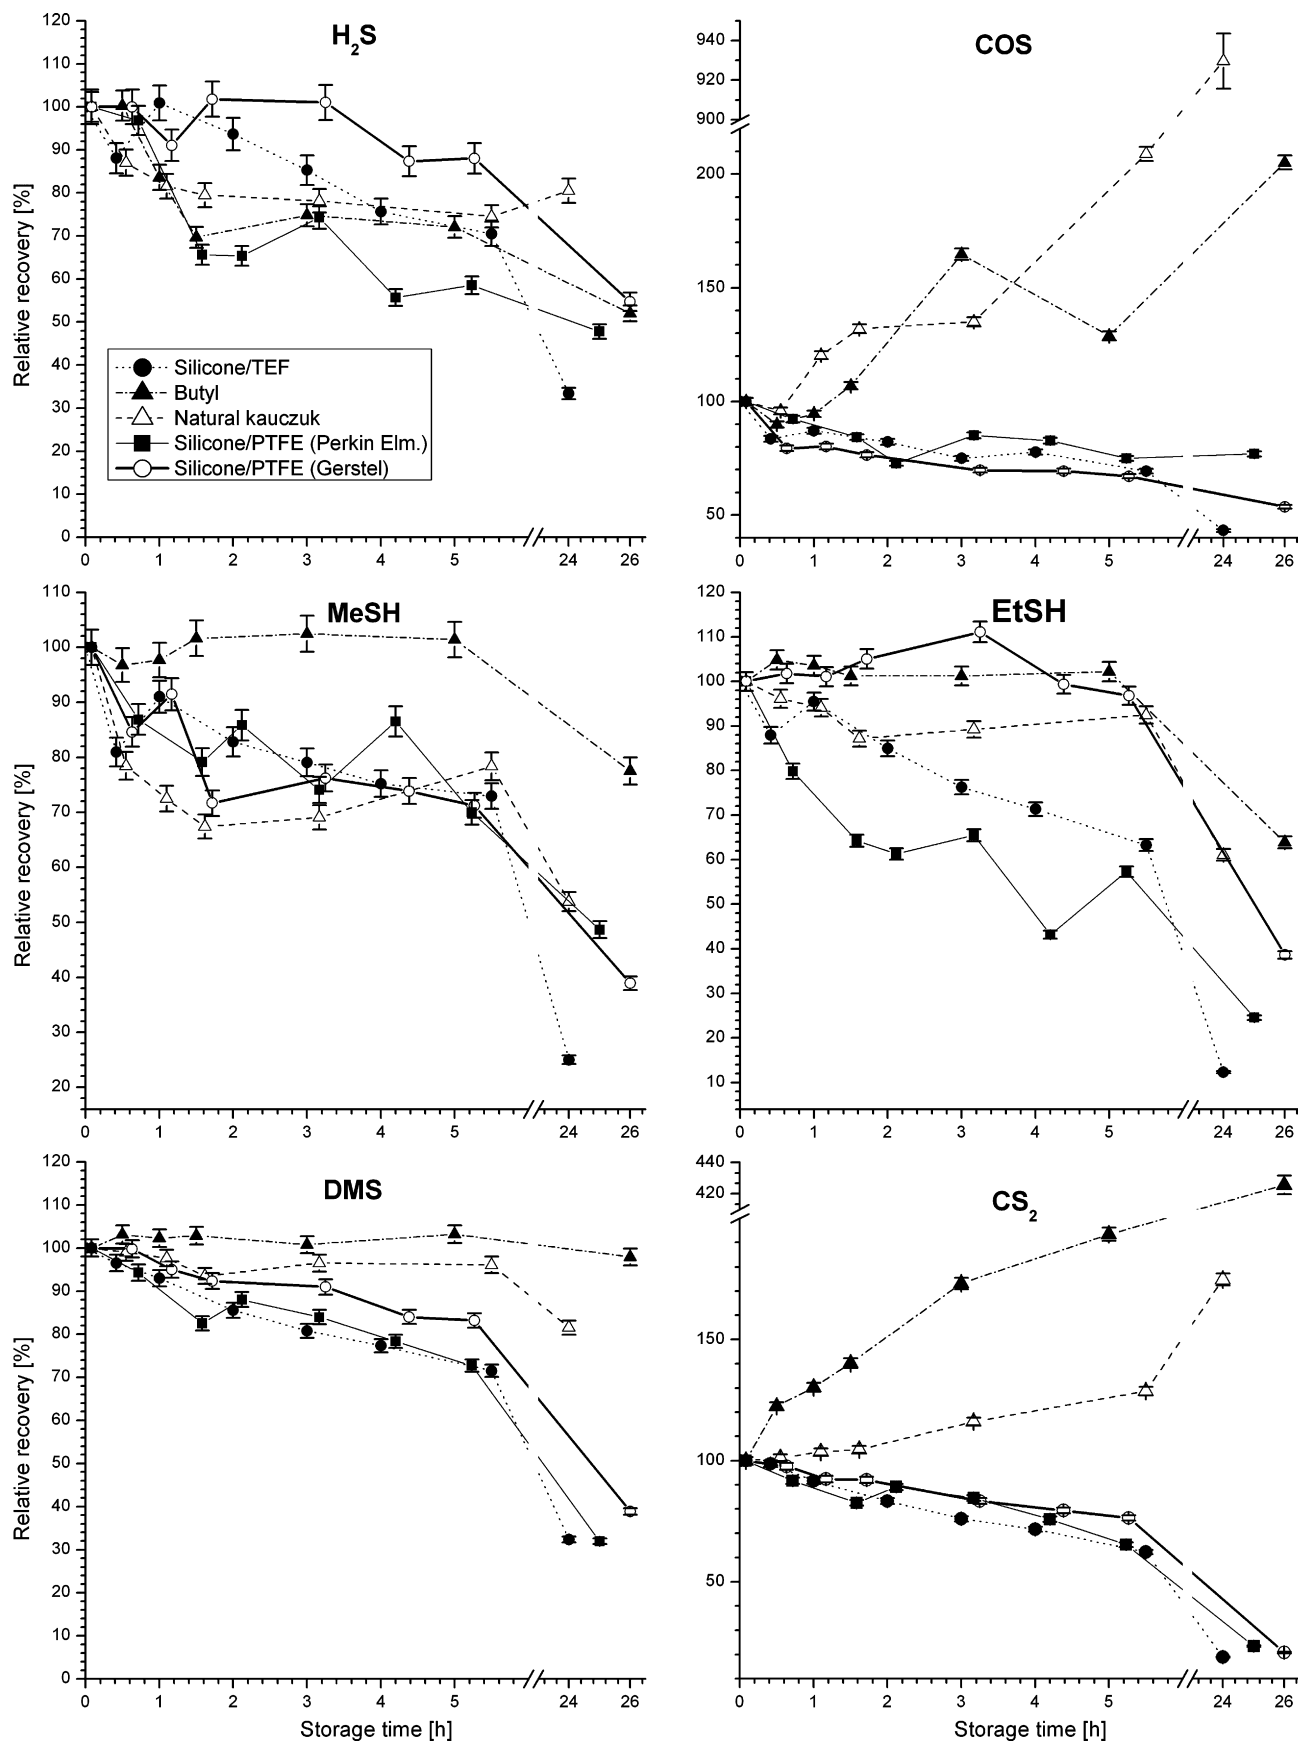 H2S
Relative recovery [%]
120
110
100
90
80
70
60
50
40
30
20
10
0
Silicone/TEF
Butyl
Natural kauczuk
Silicone/PTFE (Perkin Elm.)
Silicone/PTFE (Gerstel)
0 1 2 3 4 5 24 26
COS
940
920
900
200
150
100
50
0 1 2 3 4 5 24 26
MeSH
Relative recovery [%]
110
100
90
80
70
60
50
40
30
20
0 1 2 3 4 5 24 26
EtSH
120
110
100
90
80
70
60
50
40
30
20
10
0 1 2 3 4 5 24 26
DMS
Relative recovery [%]
120
110
100
90
80
70
60
50
40
30
20
10
0
0 1 2 3 4 5 24 26
Storage time [h]
CS2
440
420
150
100
50
0 1 2 3 4 5 24 26
Storage time [h]